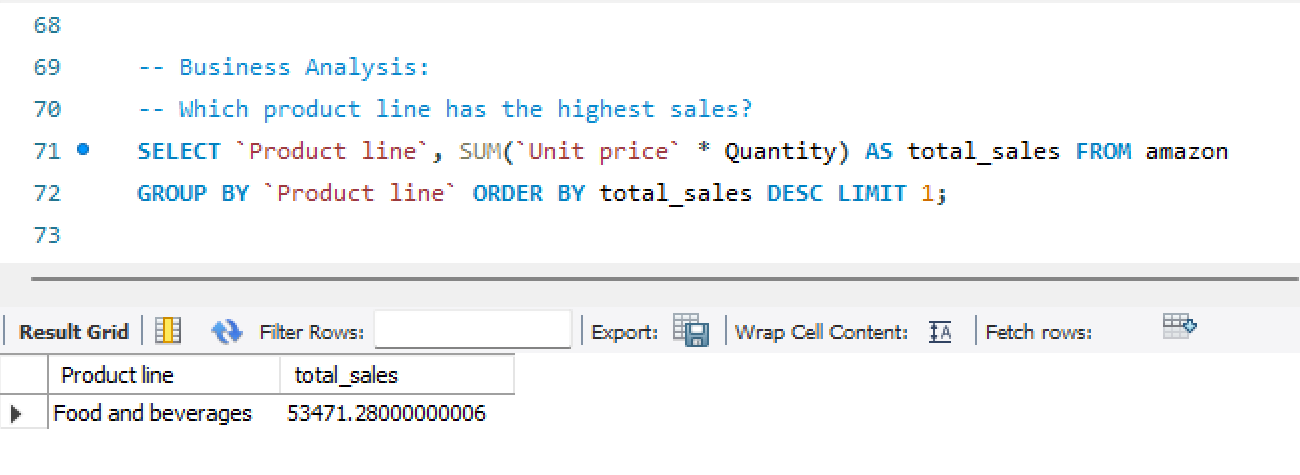 68
69 -- Business Analysis:
70 -- Which product line has the highest sales?
71 SELECT `Product line`, SUM(`Unit price` * Quantity) AS total_sales FROM amazon
72 GROUP BY `Product line` ORDER BY total_sales DESC LIMIT 1;
73
Result Grid Filter Rows: Export: Wrap Cell Content: Fetch rows:
Product line total_sales
Food and beverages 53471.28000000006